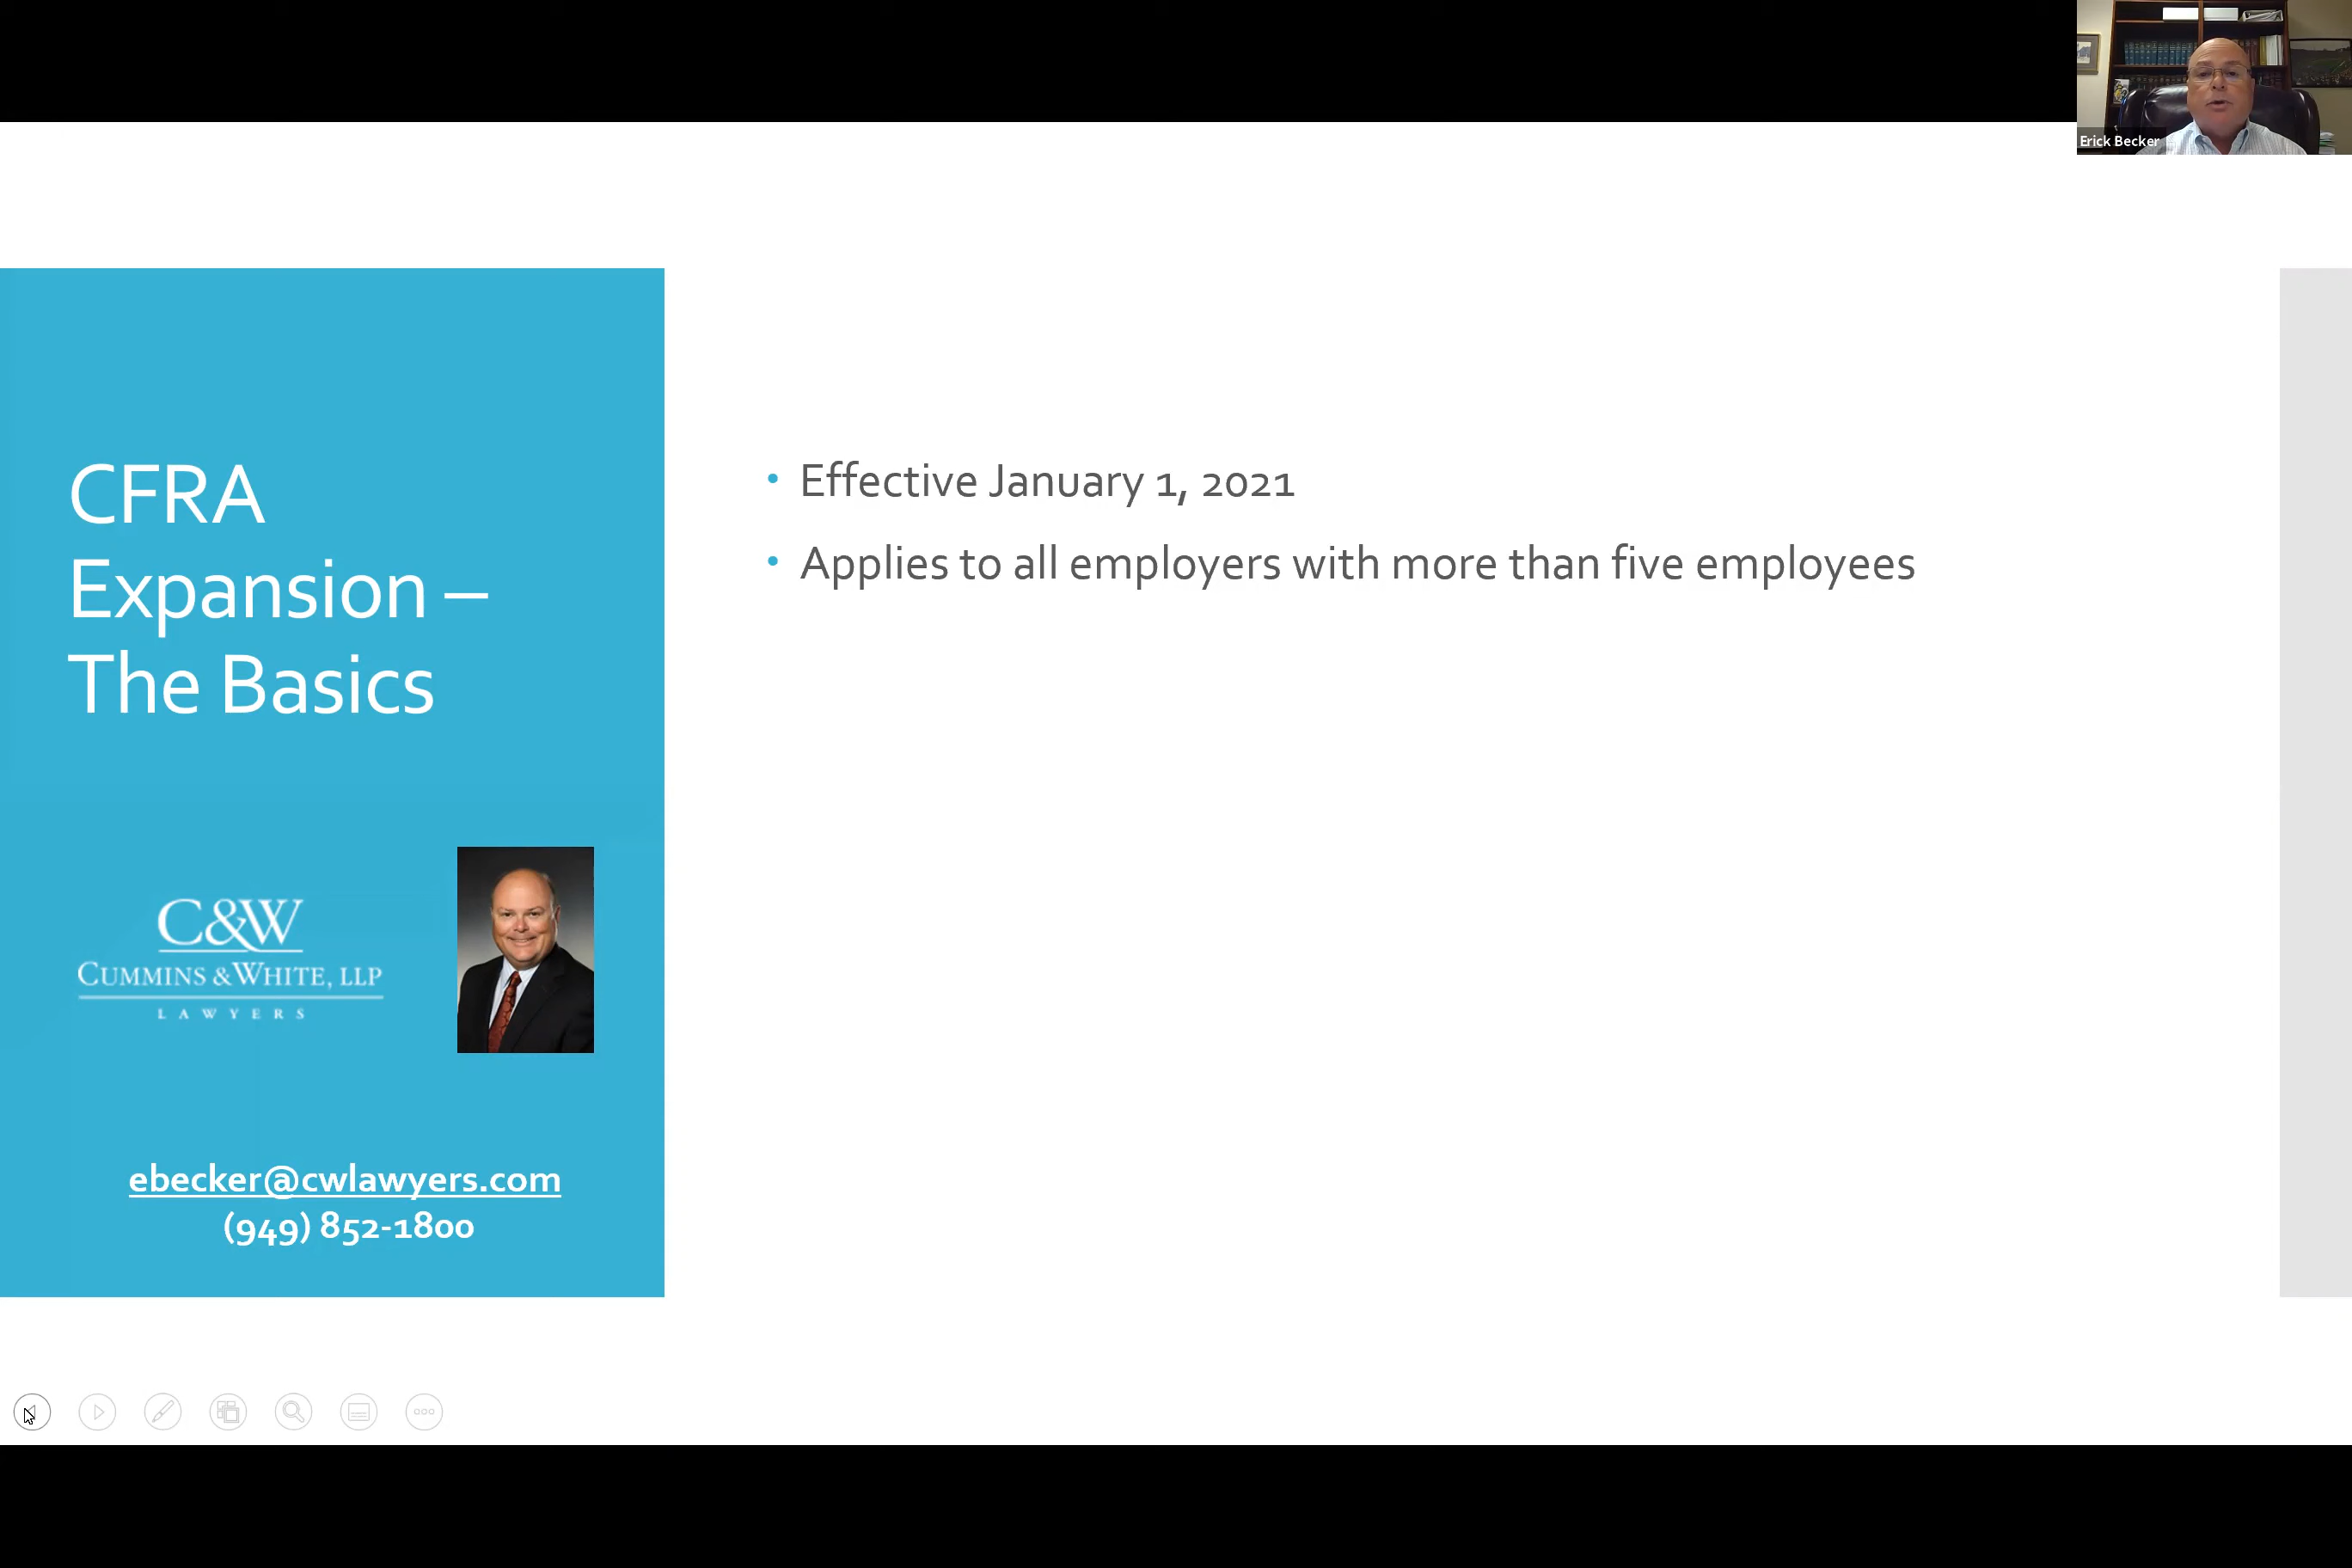 Erick Becker
CFRA
Expansion –
The Basics
• Effective January 1, 2021
• Applies to all employers with more than five employees
C&W
CUMMINS & WHITE, LLP
LAWYERS
ebecker@cwlawyers.com
(949) 852-1800